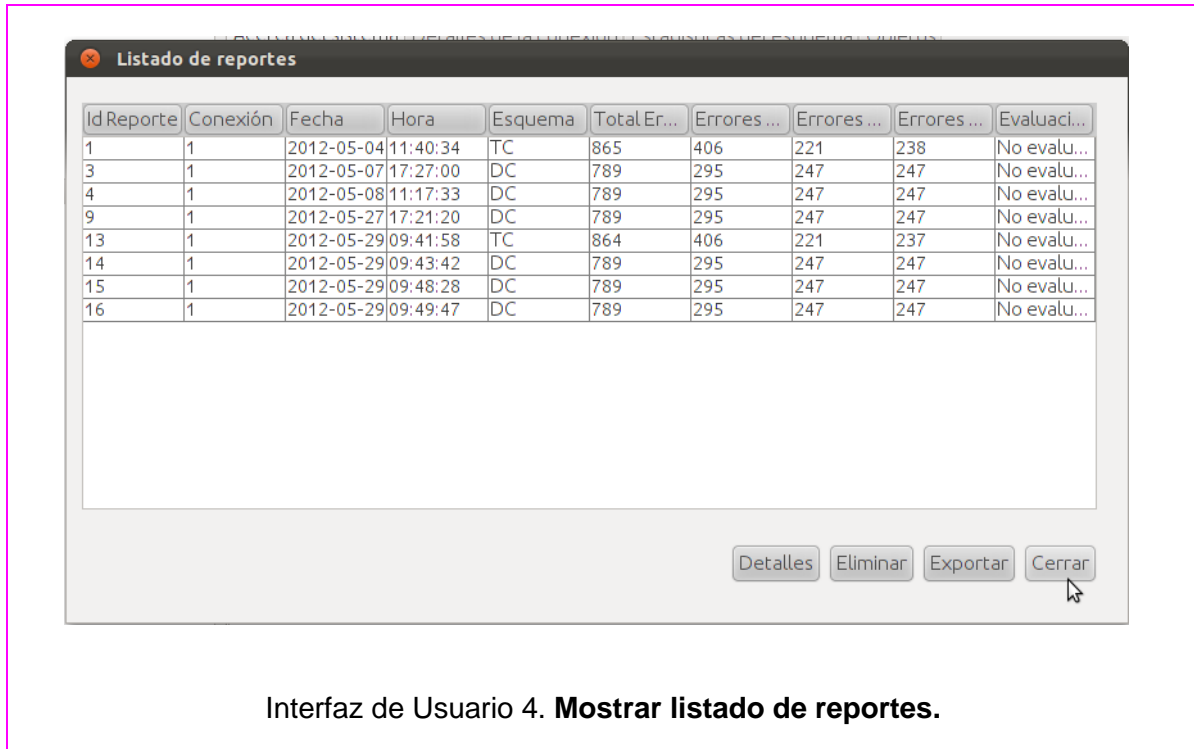 Listado de reportes
Id Reporte Conexión Fecha Hora Esquema Total Er... Errores ... Errores ... Errores ... Evaluaci...
1 1 2012-05-04 11:40:34 TC 865 406 221 238 No evalu...
3 1 2012-05-07 17:27:00 DC 789 295 247 247 No evalu...
4 1 2012-05-08 11:17:33 DC 789 295 247 247 No evalu...
9 1 2012-05-27 17:21:20 DC 789 295 247 247 No evalu...
13 1 2012-05-29 09:41:58 TC 864 406 221 237 No evalu...
14 1 2012-05-29 09:43:42 DC 789 295 247 247 No evalu...
15 1 2012-05-29 09:48:28 DC 789 295 247 247 No evalu...
16 1 2012-05-29 09:49:47 DC 789 295 247 247 No evalu...
Detalles Eliminar Exportar Cerrar
Interfaz de Usuario 4. Mostrar listado de reportes.